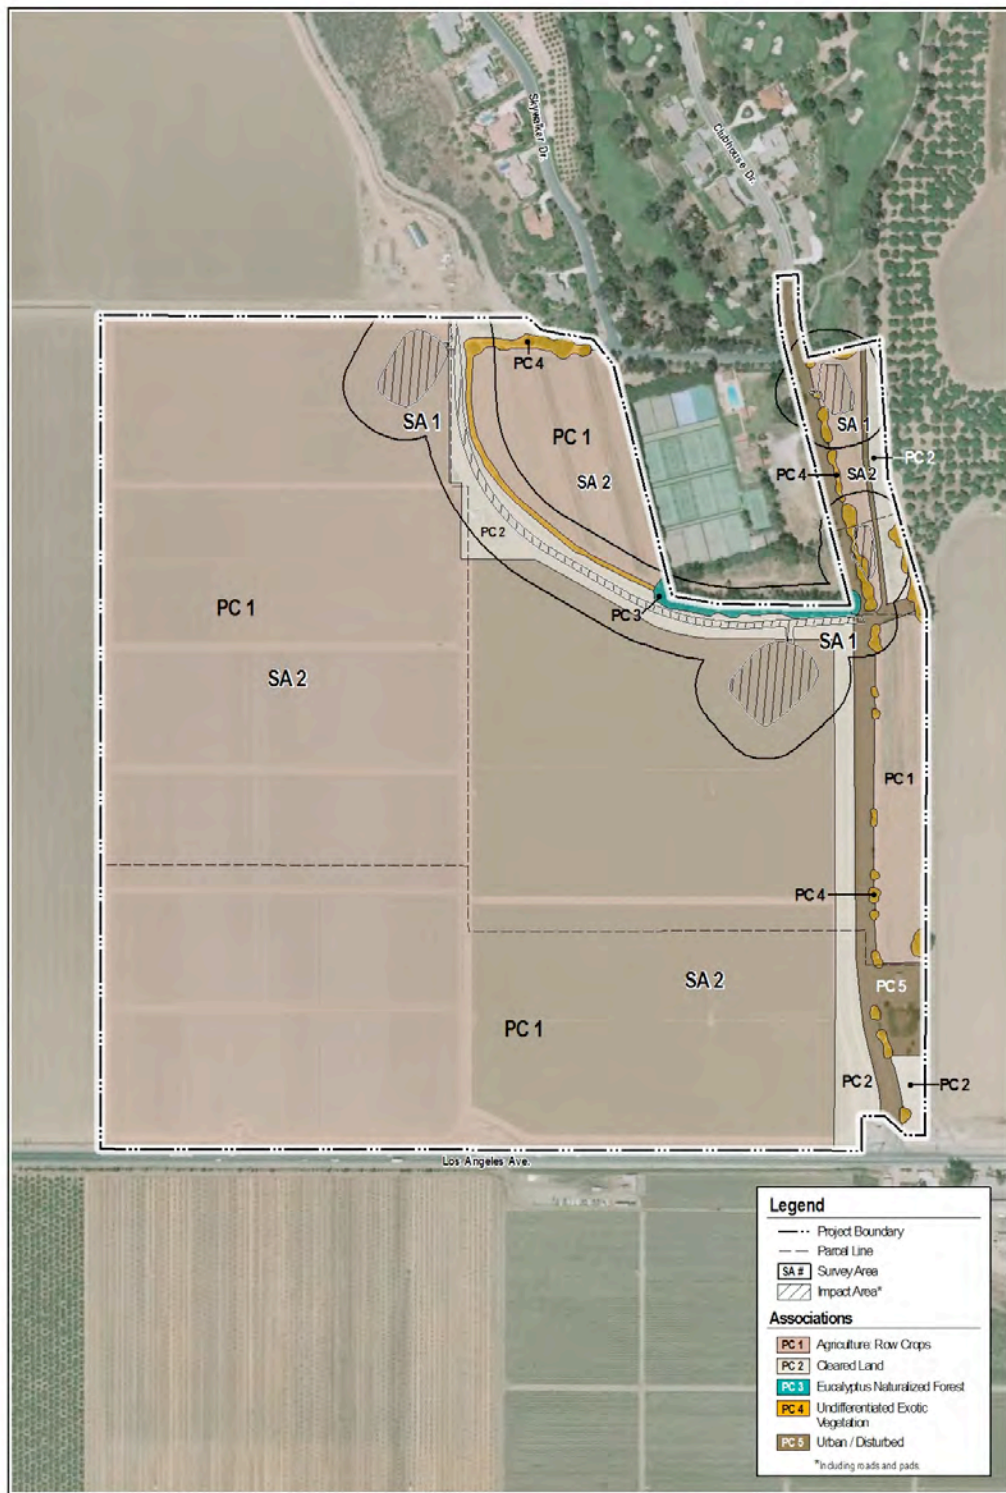 Skywalker Dr.
Clubhouse Dr.
PC 4
SA 1
SA 1
PC 1
PC 2
PC 4
SA 2
SA 2
PC 2
PC 1
PC 3
SA 1
SA 2
PC 1
PC 4
SA 2
PC 5
PC 1
PC 2
PC 2
Los Angeles Ave.
Legend
Project Boundary
Parcel Line
SA # Survey Area
Impact Area*
Associations
PC 1 Agriculture: Row Crops
PC 2 Cleared Land
PC 3 Eucalyptus Naturalized Forest
PC 4 Undifferentiated Exotic
Vegetation
PC 5 Urban / Disturbed
*Including roads and pads.